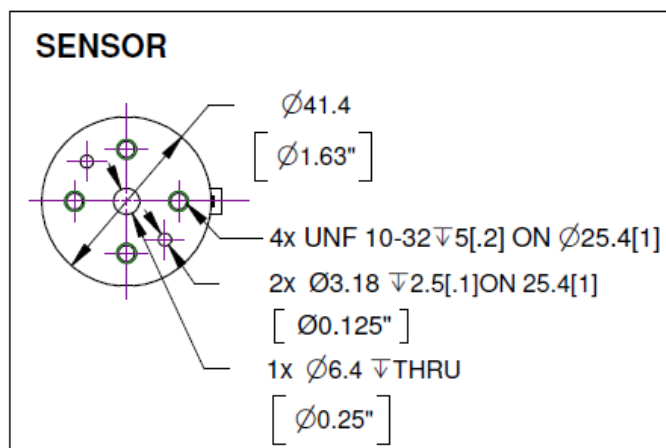 SENSOR
Ø41.4
[Ø1.63"]
4x UNF 10-32↧5[.2] ON Ø25.4[1]
2x Ø3.18 ↧2.5[.1]ON 25.4[1]
[Ø0.125"]
1x Ø6.4 ↧THRU
[Ø0.25"]